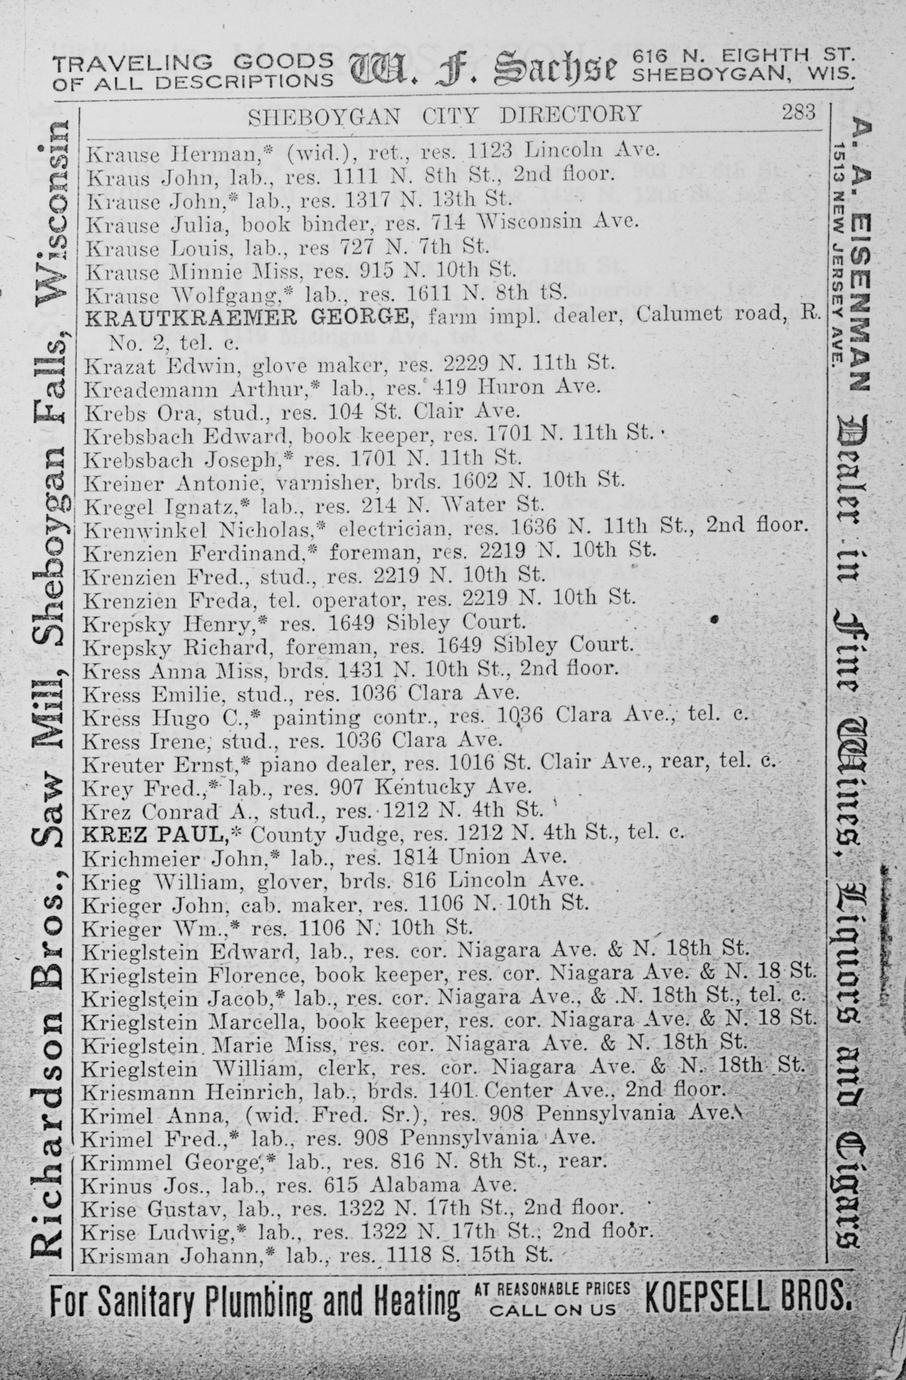 TRAVELING GOODS
OF ALL DESCRIPTIONS
W. F. Sachse
616 N. EIGHTH ST.
SHEBOYGAN, WIS.
SHEBOYGAN CITY DIRECTORY 283
Krause Herman,* (wid.), ret., res. 1123 Lincoln Ave.
Kraus John, lab., res. 1111 N. 8th St., 2nd floor.
Krause John,* lab., res. 1317 N. 13th St.
Krause Julia, book binder, res. 714 Wisconsin Ave.
Krause Louis, lab., res 727 N. 7th St.
Krause Minnie Miss, res. 915 N. 10th St.
Krause Wolfgang,* lab., res. 1611 N. 8th tS.
KRAUTKRAEMER GEORGE, farm impl. dealer, Calumet road, R.
No. 2, tel. c.
Krazat Edwin, glove maker, res. 2229 N. 11th St.
Kreademann Arthur,* lab., res. 419 Huron Ave.
Krebs Ora, stud., res. 104 St. Clair Ave.
Krebsbach Edward, book keeper, res. 1701 N. 11th St.
Krebsbach Joseph,* res. 1701 N. 11th St.
Kreiner Antonie, varnisher, brds. 1602 N. 10th St.
Kregel Ignatz,* lab., res. 214 N. Water St.
Krenwinkel Nicholas,* electrician, res. 1636 N. 11th St., 2nd floor.
Krenzien Ferdinand,* foreman, res. 2219 N. 10th St.
Krenzien Fred., stud., res. 2219 N. 10th St.
Krenzien Freda, tel. operator, res. 2219 N. 10th St.
Krepsky Henry,* res. 1649 Sibley Court.
Krepsky Richard, foreman, res. 1649 Sibley Court.
Kress Anna Miss, brds. 1431 N. 10th St., 2nd floor.
Kress Emilie, stud., res. 1036 Clara Ave.
Kress Hugo C.,* painting contr., res. 1036 Clara Ave., tel. c.
Kress Irene, stud., res. 1036 Clara Ave.
Kreuter Ernst,* piano dealer, res. 1016 St. Clair Ave., rear, tel. c.
Krey Fred.,* lab., res. 907 Kentucky Ave.
Krez Conrad A., stud., res. 1212 N. 4th St.
KREZ PAUL,* County Judge, res. 1212 N. 4th St., tel. c.
Krichmeier John,* lab., res. 1814 Union Ave.
Krieg William, glover, brds. 816 Lincoln Ave.
Krieger John, cab. maker, res. 1106 N. 10th St.
Krieger Wm.,* res. 1106 N. 10th St.
Krieglstein Edward, lab., res. cor. Niagara Ave. & N. 18th St.
Krieglstein Florence, book keeper, res. cor. Niagara Ave. & N. 18 St.
Krieglstein Jacob,* lab., res. cor. Niagara Ave., & .N. 18th St., tel. c.
Krieglstein Marcella, book keeper, res. cor. Niagara Ave. & N. 18 St.
Krieglstein Marie Miss, res. cor. Niagara Ave. & N. 18th St.
Krieglstein William, clerk, res. cor. Niagara Ave. & N. 18th St.
Kriesmann Heinrich, lab., brds. 1401 Center Ave., 2nd floor.
Krimel Anna, (wid. Fred. Sr.), res. 908 Pennsylvania Ave.
Krimel Fred.,* lab., res. 908 Pennsylvania Ave.
Krimmel George,* lab., res. 816 N. 8th St., rear.
Krinus Jos., lab., res. 615 Alabama Ave.
Krise Gustav, lab., res. 1322 N. 17th St., 2nd floor.
Krise Ludwig,* lab., res. 1322 N. 17th St., 2nd floor.
Krisman Johann,* lab., res. 1118 S. 15th St.
Richardson Bros., Saw Mill, Sheboygan Falls, Wisconsin
A. A. EISENMAN
1513 NEW JERSEY AVE.
Dealer in Fine Wines, Liquors and Cigars
For Sanitary Plumbing and Heating
AT REASONABLE PRICES
CALL ON US
KOEPSELL BROS.